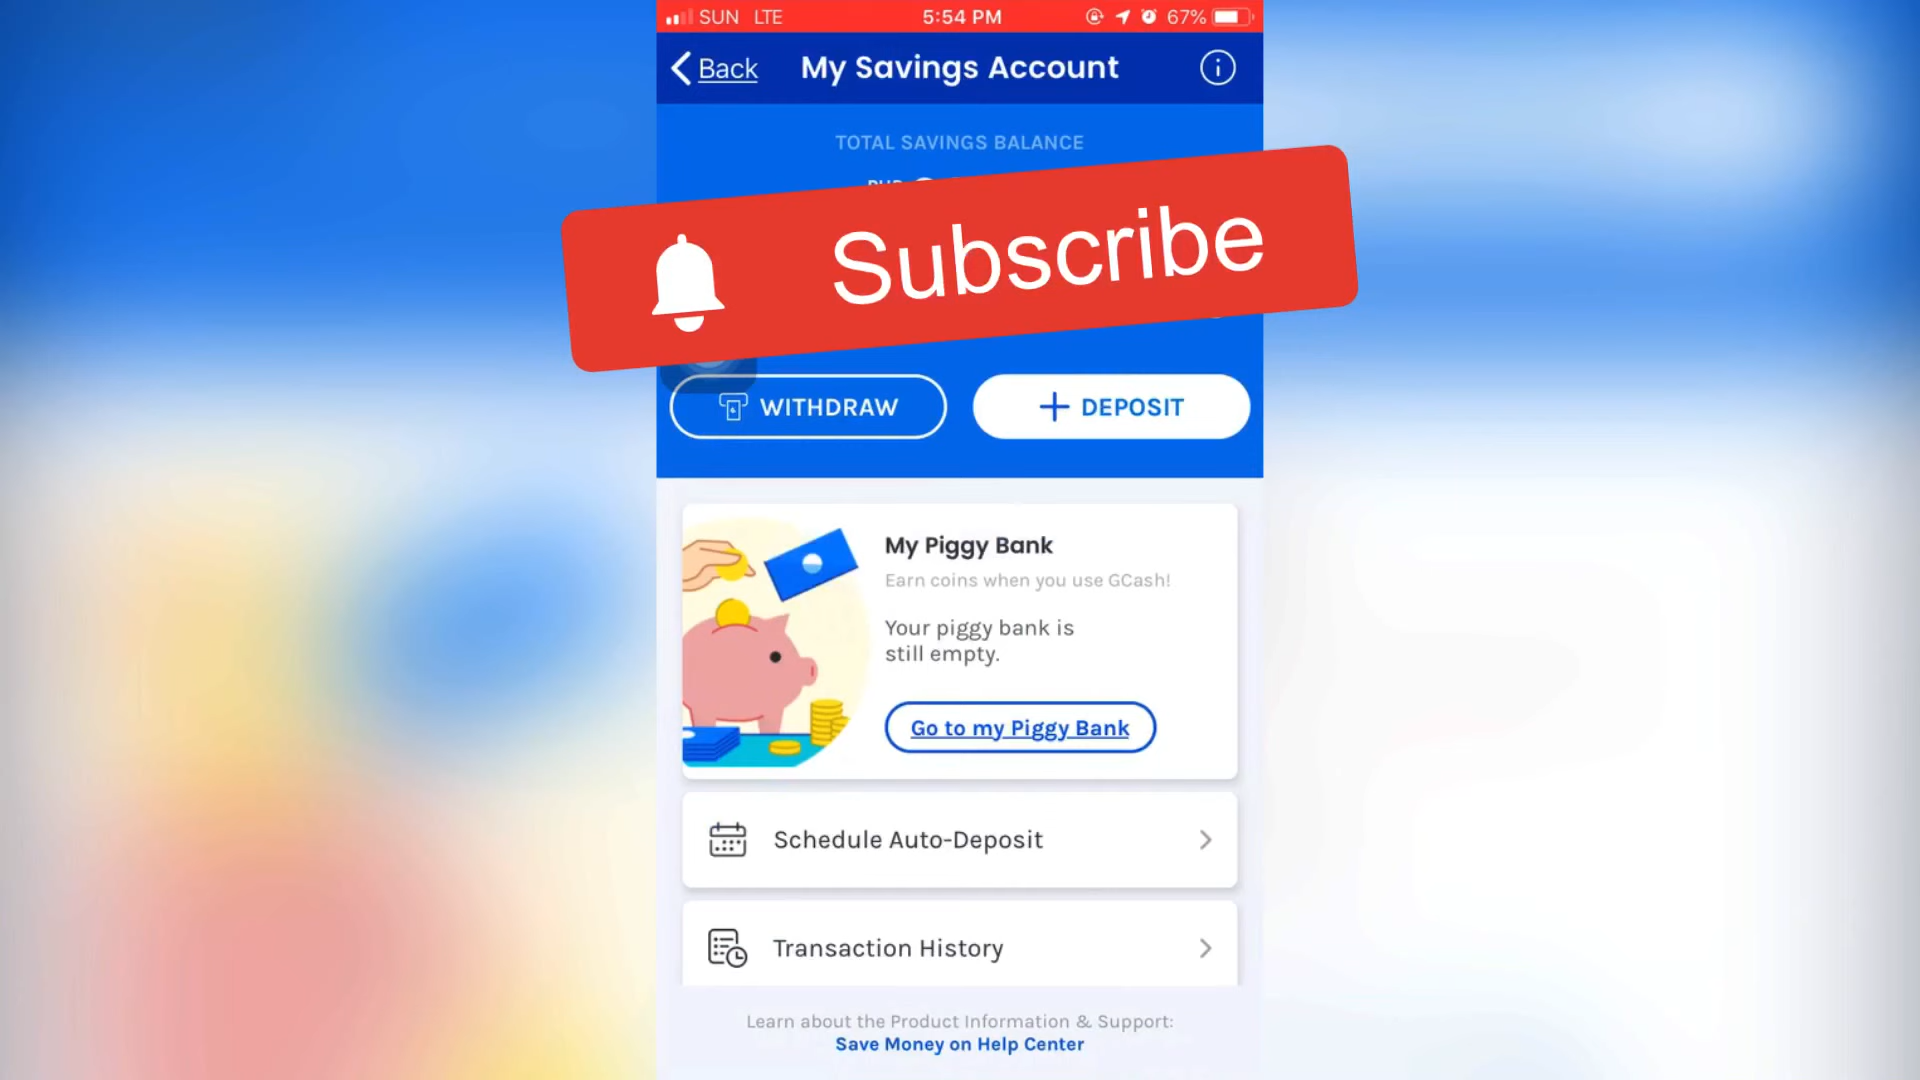 SUN LTE 5:54 PM 67%
Back My Savings Account
TOTAL SAVINGS BALANCE
Subscribe
WITHDRAW + DEPOSIT
My Piggy Bank
Earn coins when you use GCash!
Your piggy bank is
still empty.
Go to my Piggy Bank
Schedule Auto-Deposit
Transaction History
Learn about the Product Information & Support:
Save Money on Help Center